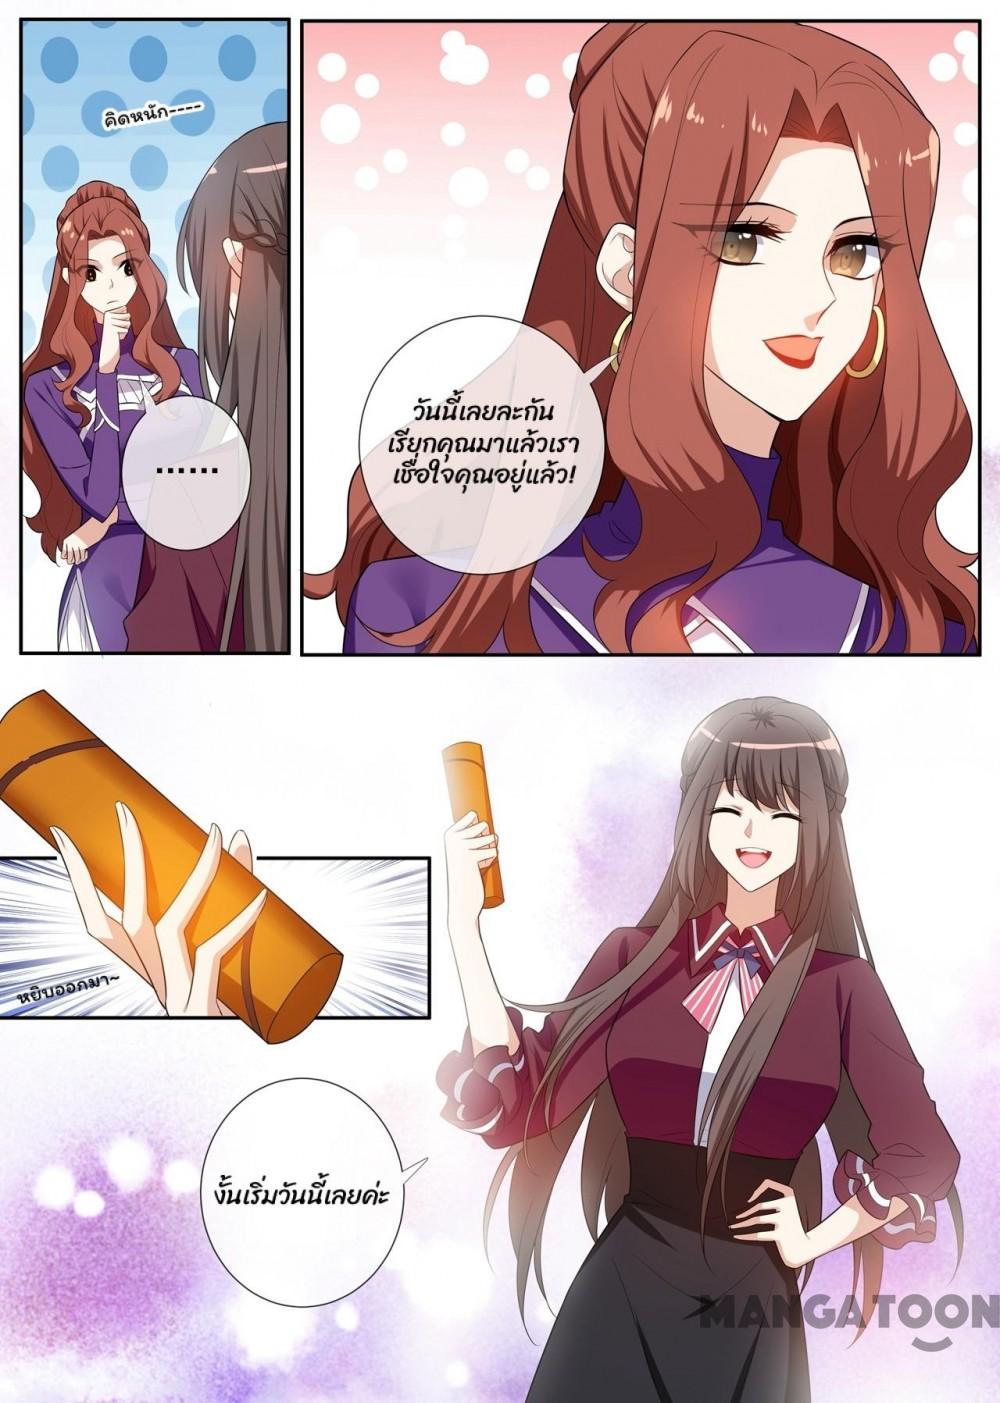 คิดหนัก----
......
วันนี้เลยละกัน
เรียกคุณมาแล้วเรา
เชื่อใจคุณอยู่แล้ว!
หยิบออกมา~
งั้นเริ่มวันนี้เลยค่ะ
MANGATOON